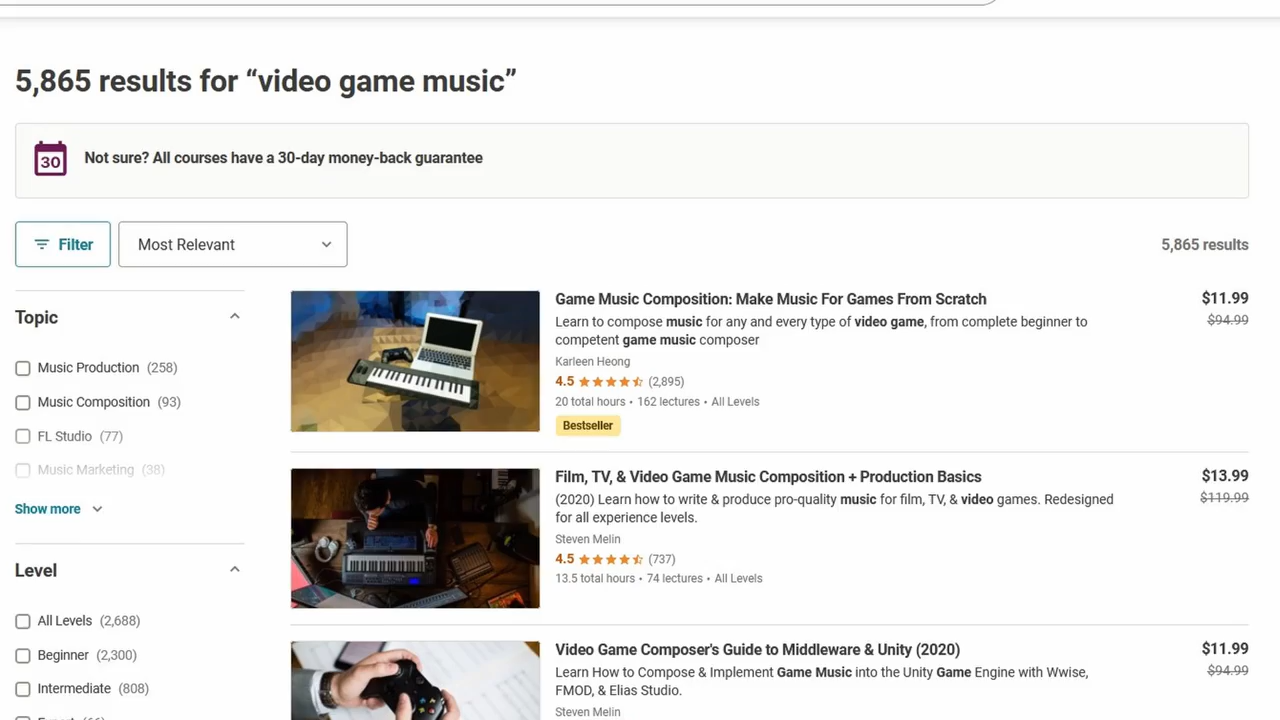 5,865 results for “video game music”
30
Not sure? All courses have a 30-day money-back guarantee
Filter
Most Relevant
5,865 results
Topic
Music Production (258)
Music Composition (93)
FL Studio (77)
Music Marketing (38)
Show more
Level
All Levels (2,688)
Beginner (2,300)
Intermediate (808)
Game Music Composition: Make Music For Games From Scratch
$11.99
Learn to compose music for any and every type of video game, from complete beginner to
$94.99
competent game music composer
Karleen Heong
4.5 (2,895)
20 total hours • 162 lectures • All Levels
Bestseller
Film, TV, & Video Game Music Composition + Production Basics
$13.99
(2020) Learn how to write & produce pro-quality music for film, TV, & video games. Redesigned
$119.99
for all experience levels.
Steven Melin
4.5 (737)
13.5 total hours • 74 lectures • All Levels
Video Game Composer's Guide to Middleware & Unity (2020)
$11.99
Learn How to Compose & Implement Game Music into the Unity Game Engine with Wwise,
$94.99
FMOD, & Elias Studio.
Steven Melin